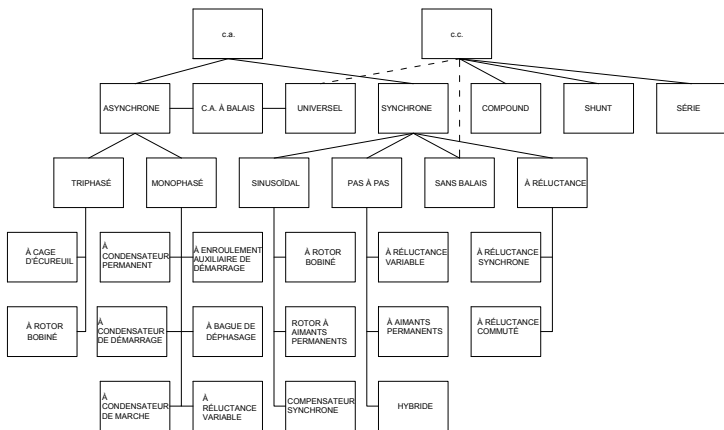 c.a.
c.c.
ASYNCHRONE
C.A. À BALAIS
UNIVERSEL
SYNCHRONE
COMPOUND
SHUNT
SÉRIE
TRIPHASÉ
MONOPHASÉ
SINUSOÏDAL
PAS À PAS
SANS BALAIS
À RÉLUCTANCE
À CAGE
D'ÉCUREUIL
À
CONDENSATEUR
PERMANENT
À ENROULEMENT
AUXILIAIRE DE
DÉMARRAGE
À ROTOR
BOBINÉ
À RÉLUCTANCE
VARIABLE
À RÉLUCTANCE
SYNCHRONE
À ROTOR
BOBINÉ
À
CONDENSATEUR
DE DÉMARRAGE
À BAGUE DE
DÉPHASAGE
ROTOR À
AIMANTS
PERMANENTS
À AIMANTS
PERMANENTS
À RÉLUCTANCE
COMMUTÉ
À
CONDENSATEUR
DE MARCHE
À
RÉLUCTANCE
VARIABLE
COMPENSATEUR
SYNCHRONE
HYBRIDE